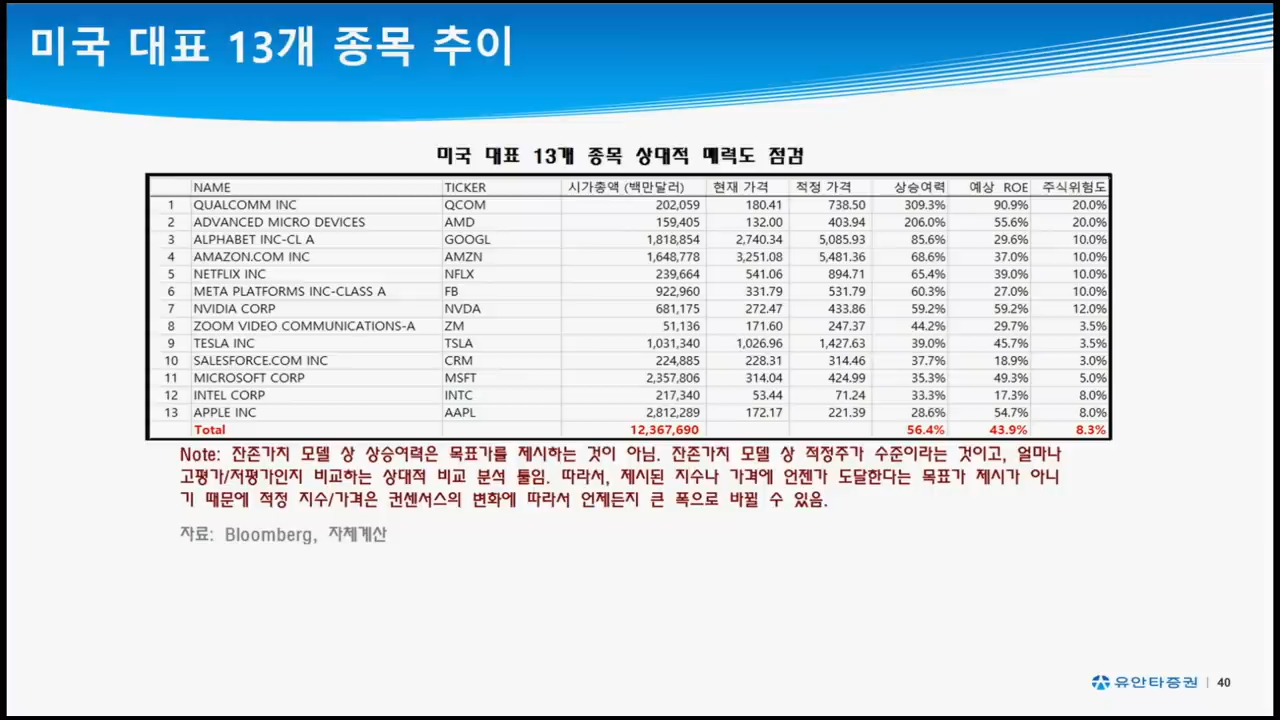 미국 대표 13개 종목 추이
미국 대표 13개 종목 상대적 매력도 점검
NAME TICKER 시가총액 (백만달러) 현재 가격 적정 가격 상승여력 예상 ROE 주식위험도
1 QUALCOMM INC QCOM 202,059 180.41 738.50 309.3% 90.9% 20.0%
2 ADVANCED MICRO DEVICES AMD 159,405 132.00 403.94 206.0% 55.6% 20.0%
3 ALPHABET INC-CL A GOOGL 1,818,854 2,740.34 5,085.93 85.6% 29.6% 10.0%
4 AMAZON.COM INC AMZN 1,648,778 3,251.08 5,481.36 68.6% 37.0% 10.0%
5 NETFLIX INC NFLX 239,664 541.06 894.71 65.4% 39.0% 10.0%
6 META PLATFORMS INC-CLASS A FB 922,960 331.79 531.79 60.3% 27.0% 10.0%
7 NVIDIA CORP NVDA 681,175 272.47 433.86 59.2% 59.2% 12.0%
8 ZOOM VIDEO COMMUNICATIONS-A ZM 51,136 171.60 247.37 44.2% 29.7% 3.5%
9 TESLA INC TSLA 1,031,340 1,026.96 1,427.63 39.0% 45.7% 3.5%
10 SALESFORCE.COM INC CRM 224,885 228.31 314.46 37.7% 18.9% 3.0%
11 MICROSOFT CORP MSFT 2,357,806 314.04 424.99 35.3% 49.3% 5.0%
12 INTEL CORP INTC 217,340 53.44 71.24 33.3% 17.3% 8.0%
13 APPLE INC AAPL 2,812,289 172.17 221.39 28.6% 54.7% 8.0%
Total 12,367,690 56.4% 43.9% 8.3%
Note: 잔존가치 모델 상 상승여력은 목표가를 제시하는 것이 아님. 잔존가치 모델 상 적정주가 수준이라는 것이고, 얼마나
고평가/저평가인지 비교하는 상대적 비교 분석 툴임. 따라서, 제시된 지수나 가격에 언젠가 도달한다는 목표가 제시가 아니
기 때문에 적정 지수/가격은 컨센서스의 변화에 따라서 언제든지 큰 폭으로 바뀔 수 있음.
자료: Bloomberg, 자체계산
유안타증권 | 40